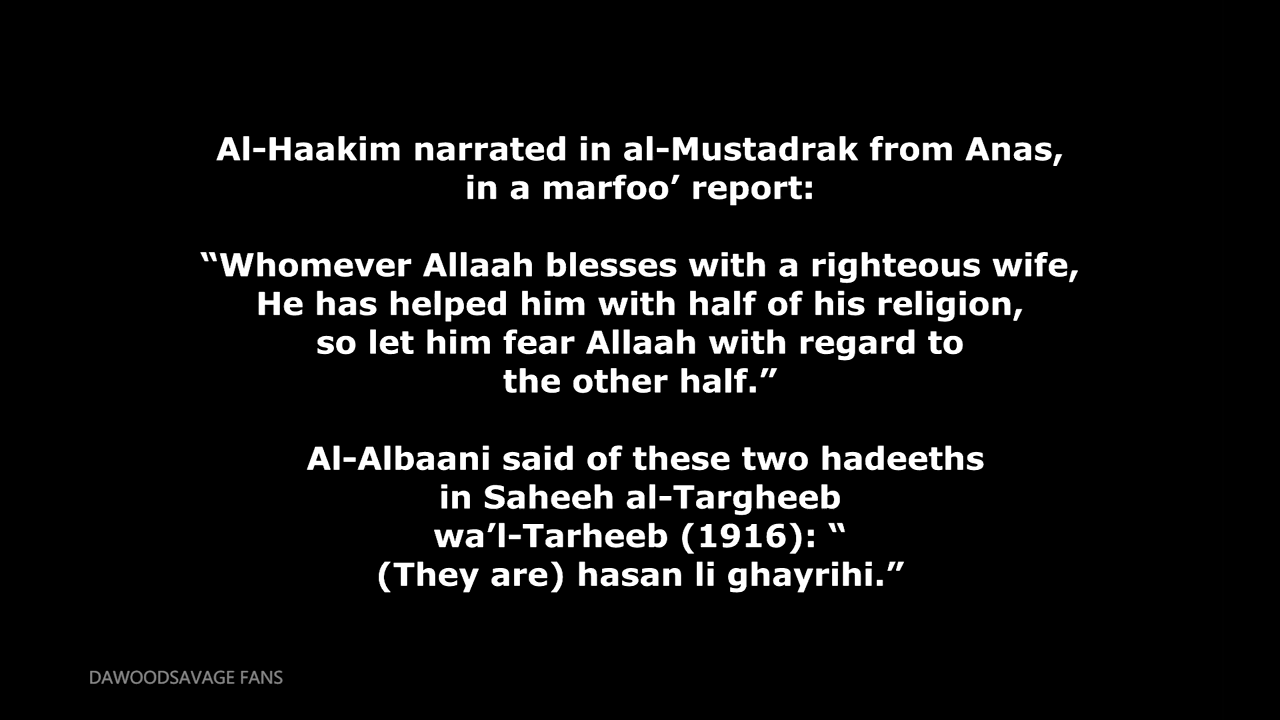 Al-Haakim narrated in al-Mustadrak from Anas,
in a marfoo’ report:
“Whomever Allaah blesses with a righteous wife,
He has helped him with half of his religion,
so let him fear Allaah with regard to
the other half.”
Al-Albaani said of these two hadeeths
in Saheeh al-Targheeb
wa’l-Tarheeb (1916): “
(They are) hasan li ghayrihi.”
DAWOODSAVAGE FANS